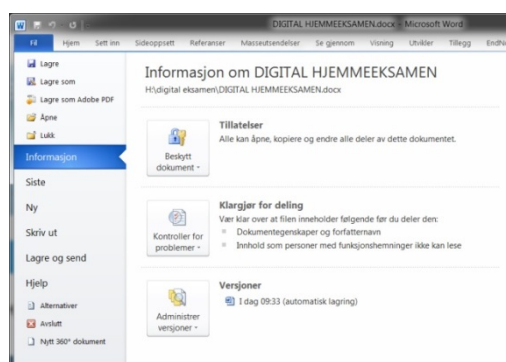 DIGITAL HJEMMEEKSAMEN.docx - Microsoft Word
Fil Hjem Sett inn Sideoppsett Referanser Masseutsendelser Se gjennom Visning Utvikler Tillegg EndN
Lagre
Lagre som
Lagre som Adobe PDF
Åpne
Lukk
Informasjon
Siste
Ny
Skriv ut
Lagre og send
Hjelp
Alternativer
Avslutt
Nytt 360° dokument
Informasjon om DIGITAL HJEMMEEKSAMEN
H:\digital eksamen\DIGITAL HJEMMEEKSAMEN.docx
Beskytt
dokument
Tillatelser
Alle kan åpne, kopiere og endre alle deler av dette dokumentet.
Kontroller for
problemer
Klargjør for deling
Vær klar over at filen inneholder følgende før du deler den:
Dokumentegenskaper og forfatternavn
Innhold som personer med funksjonshemninger ikke kan lese
Administrer
versjoner
Versjoner
I dag 09:33 (automatisk lagring)